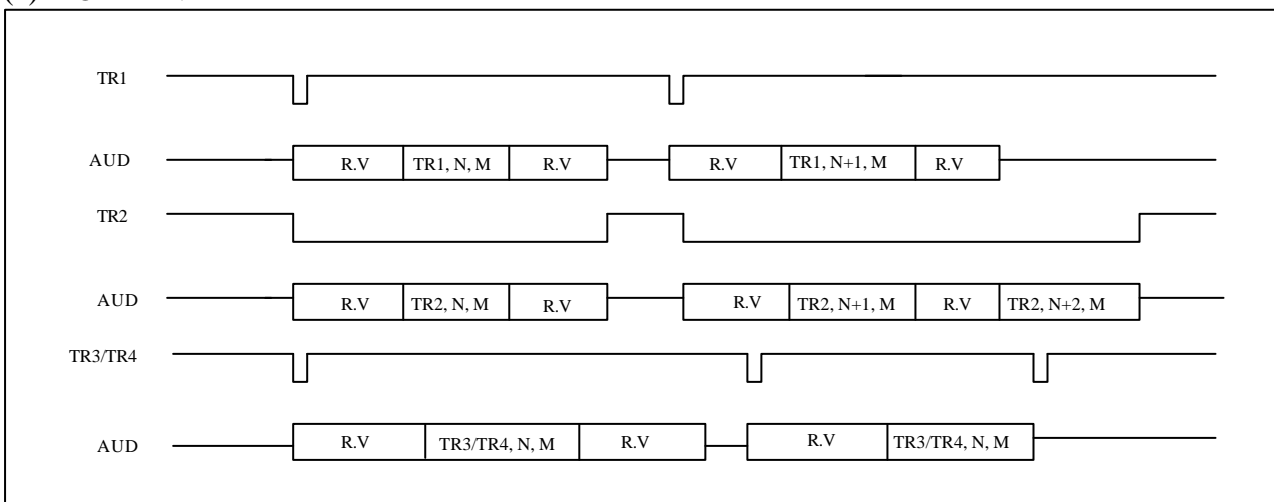 TR1
AUD
R.V TR1, N, M R.V R.V TR1, N+1, M R.V
TR2
AUD
R.V TR2, N, M R.V R.V TR2, N+1, M R.V TR2, N+2, M
TR3/TR4
AUD
R.V TR3/TR4, N, M R.V R.V TR3/TR4, N, M